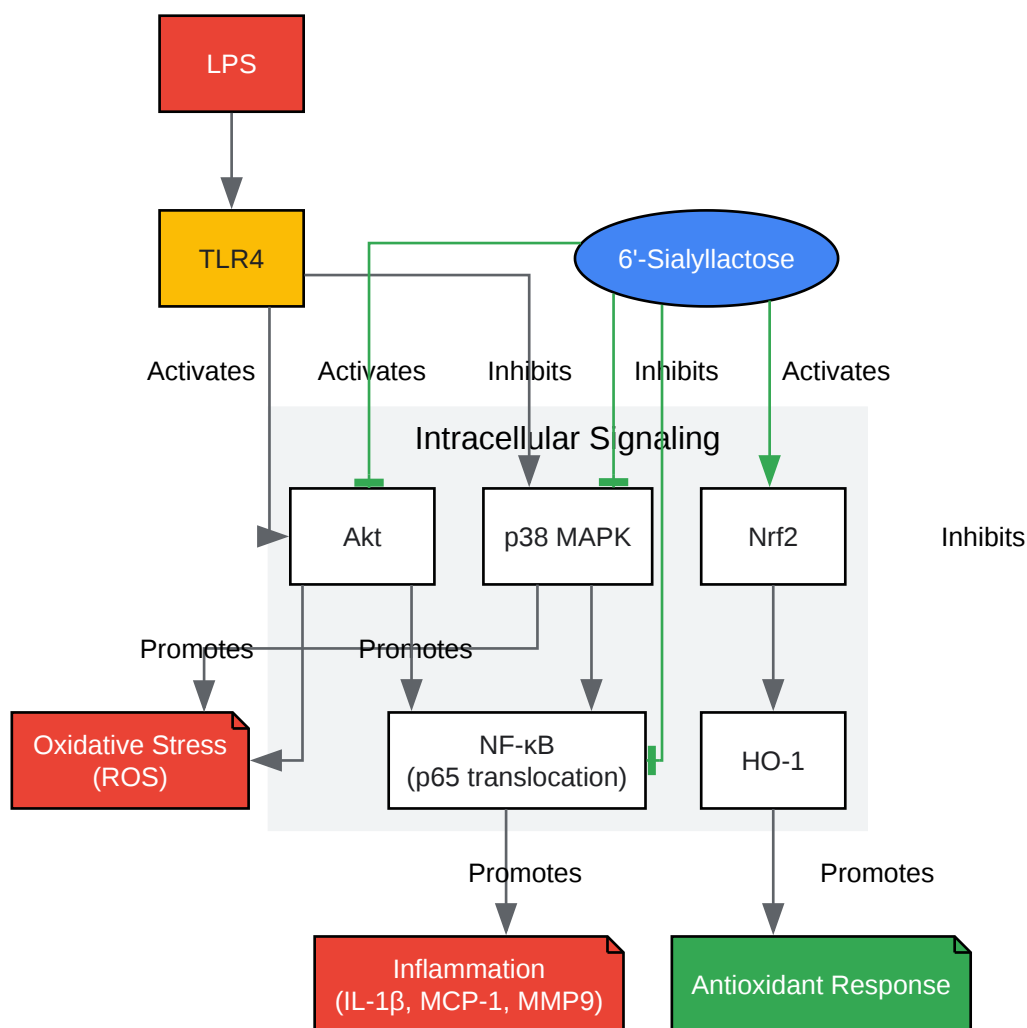 LPS
TLR4
6'-Sialyllactose
Activates
Activates
Inhibits
Inhibits
Activates
Intracellular Signaling
Akt
p38 MAPK
Nrf2
Inhibits
Promotes
Promotes
Oxidative Stress
(ROS)
NF-κB
(p65 translocation)
HO-1
Promotes
Promotes
Inflammation
(IL-1β, MCP-1, MMP9)
Antioxidant Response